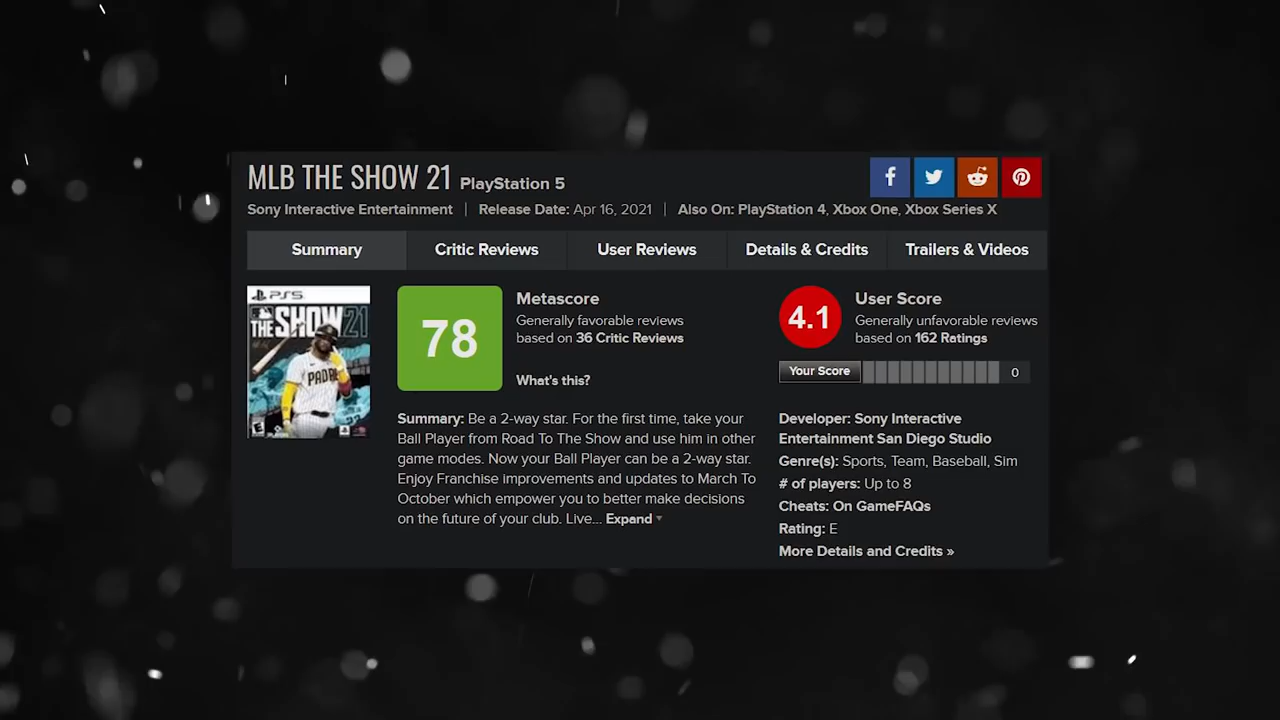 MLB THE SHOW 21 PlayStation 5
Sony Interactive Entertainment | Release Date: Apr 16, 2021 | Also On: PlayStation 4, Xbox One, Xbox Series X
Summary
Critic Reviews
User Reviews
Details & Credits
Trailers & Videos
PS5
THE SHOW 21
PADRES
78
Metascore
Generally favorable reviews
based on 36 Critic Reviews
What's this?
4.1
User Score
Generally unfavorable reviews
based on 162 Ratings
Your Score
0
Summary: Be a 2-way star. For the first time, take your
Ball Player from Road To The Show and use him in other
game modes. Now your Ball Player can be a 2-way star.
Enjoy Franchise improvements and updates to March To
October which empower you to better make decisions
on the future of your club. Live... Expand
Developer: Sony Interactive
Entertainment San Diego Studio
Genre(s): Sports, Team, Baseball, Sim
# of players: Up to 8
Cheats: On GameFAQs
Rating: E
More Details and Credits »